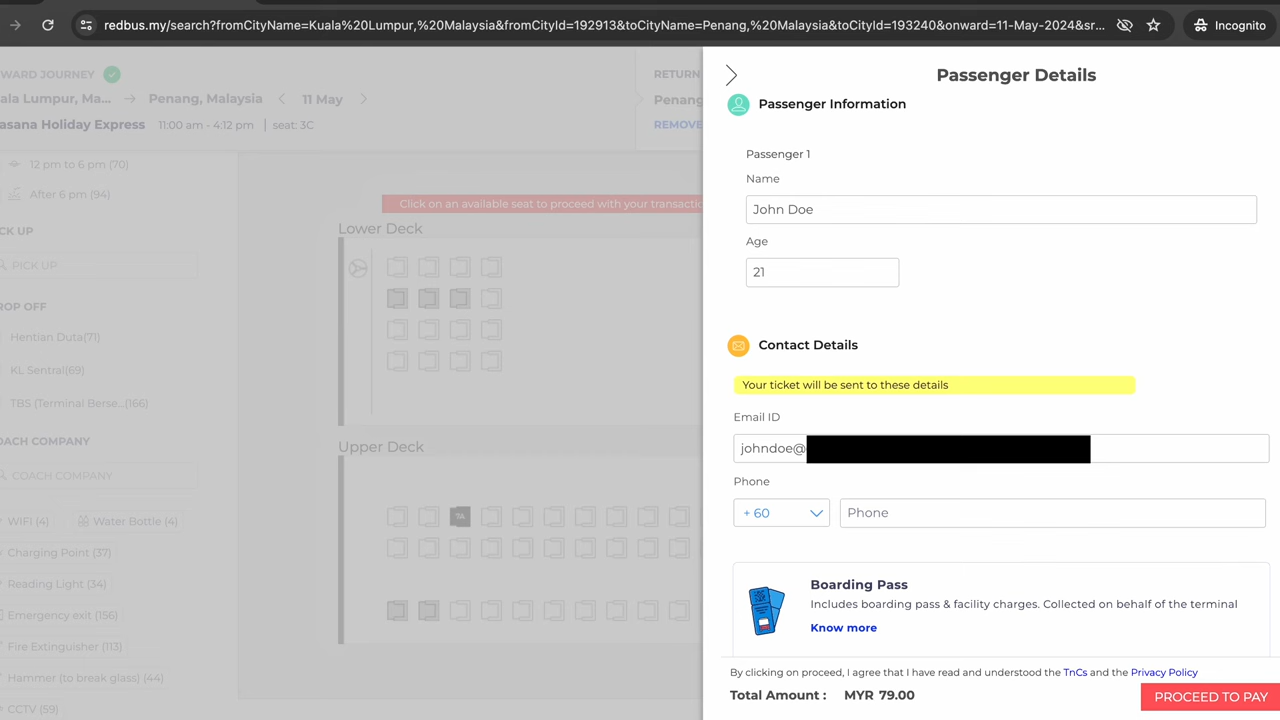 redbus.my/search?fromCityName=Kuala%20Lumpur,%20Malaysia&fromCityId=192913&toCityName=Penang,%20Malaysia&toCityId=193240&onward=11-May-2024&sr...
Incognito
WARD JOURNEY
ala Lumpur, Ma... → Penang, Malaysia < 11 May >
asana Holiday Express 11:00 am - 4:12 pm | seat: 3C
RETURN
Penang
REMOVE
12 pm to 6 pm (70)
After 6 pm (94)
CK UP
PICK UP
ROP OFF
Hentian Duta(71)
KL Sentral(69)
TBS (Terminal Berse...(166)
OACH COMPANY
COACH COMPANY
WIFI (4)
Water Bottle (4)
Charging Point (37)
Reading Light (34)
Emergency exit (156)
Fire Extinguisher (113)
Hammer (to break glass) (44)
CCTV (59)
Click on an available seat to proceed with your transactio
Lower Deck
Upper Deck
7A
Passenger Details
Passenger Information
Passenger 1
Name
John Doe
Age
21
Contact Details
Your ticket will be sent to these details
Email ID
johndoe@
Phone
+ 60
Phone
Boarding Pass
Includes boarding pass & facility charges. Collected on behalf of the terminal
Know more
By clicking on proceed, I agree that I have read and understood the TnCs and the Privacy Policy
Total Amount : MYR 79.00
PROCEED TO PAY